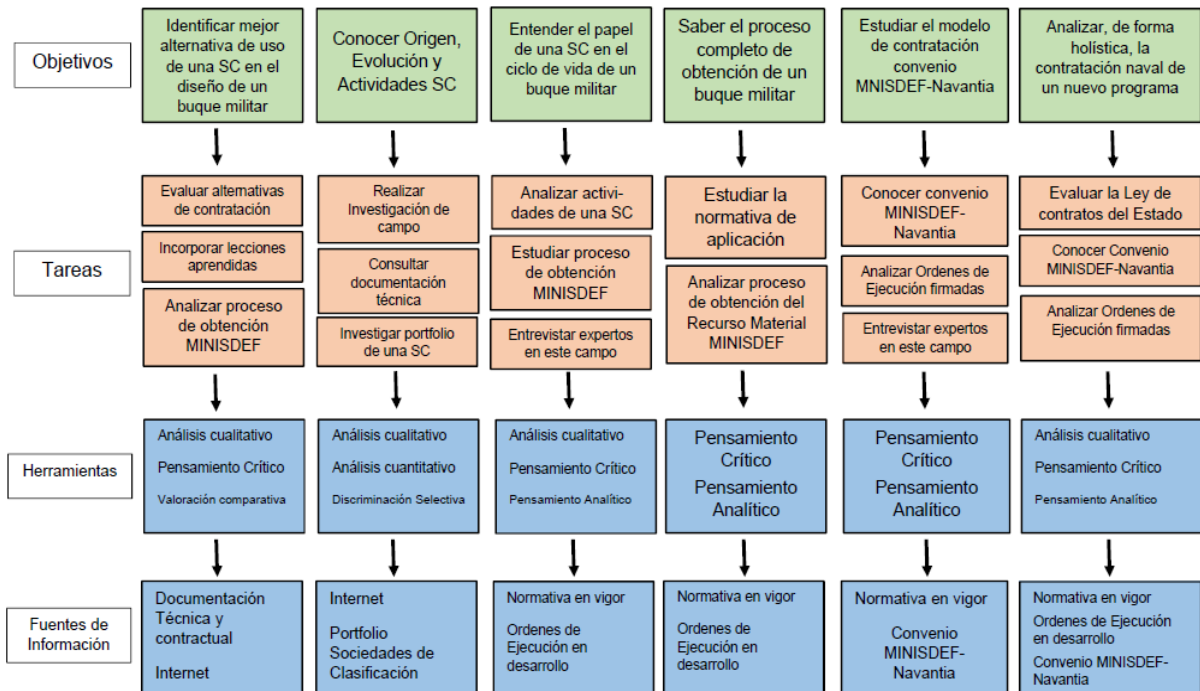 Objetivos
Identificar mejor
alternativa de uso
de una SC en el
diseño de un
buque militar
Conocer Origen,
Evolución y
Actividades SC
Entender el papel
de una SC en el
ciclo de vida de un
buque militar
Saber el proceso
completo de
obtención de un
buque militar
Estudiar el modelo
de contratación
convenio
MNISDEF-Navantia
Analizar, de forma
holística, la
contratación naval de
un nuevo programa
Tareas
Evaluar alternativas
de contratación
Incorporar lecciones
aprendidas
Analizar proceso
de obtención
MINISDEF
Realizar
Investigación de
campo
Consultar
documentación
técnica
Investigar portfolio
de una SC
Analizar activi-
dades de una SC
Estudiar proceso
de obtención
MINISDEF
Entrevistar expertos
en este campo
Estudiar la
normativa de
aplicación
Analizar proceso
de obtención del
Recurso Material
MINISDEF
Conocer convenio
MINISDEF-
Navantia
Analizar Ordenes de
Ejecución firmadas
Entrevistar expertos
en este campo
Evaluar la Ley de
contratos del Estado
Conocer Convenio
MINISDEF-Navantia
Analizar Ordenes de
Ejecución firmadas
Herramientas
Análisis cualitativo
Pensamiento Crítico
Valoración comparativa
Análisis cualitativo
Análisis cuantitativo
Discriminación Selectiva
Análisis cualitativo
Pensamiento Crítico
Pensamiento Analítico
Pensamiento
Crítico
Pensamiento
Analítico
Pensamiento
Crítico
Pensamiento
Analítico
Análisis cualitativo
Pensamiento Crítico
Pensamiento Analítico
Fuentes de
Información
Documentación
Técnica y
contractual
Internet
Internet
Portfolio
Sociedades de
Clasificación
Normativa en vigor
Ordenes de
Ejecución en
desarrollo
Normativa en vigor
Ordenes de
Ejecución en
desarrollo
Normativa en vigor
Convenio
MINISDEF-
Navantia
Normativa en vigor
Ordenes de Ejecución
en desarrollo
Convenio MINISDEF-
Navantia